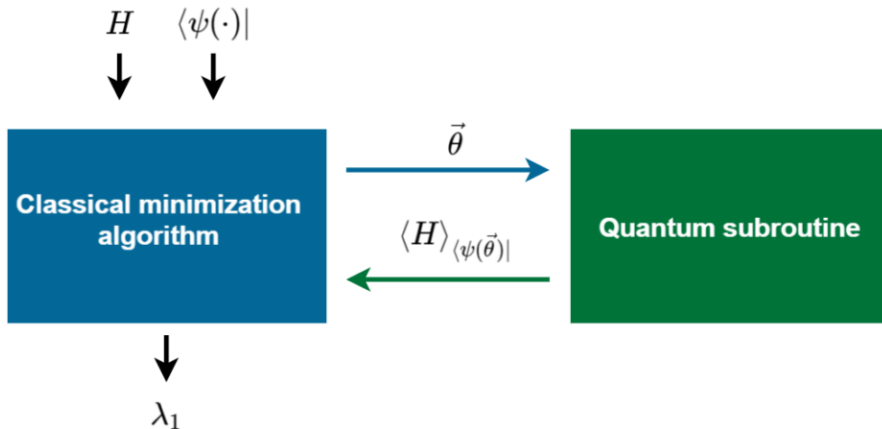 H ⟨ψ(·)|
θ⃗
Classical minimization
algorithm
⟨H⟩⟨ψ(θ⃗)|
Quantum subroutine
λ₁